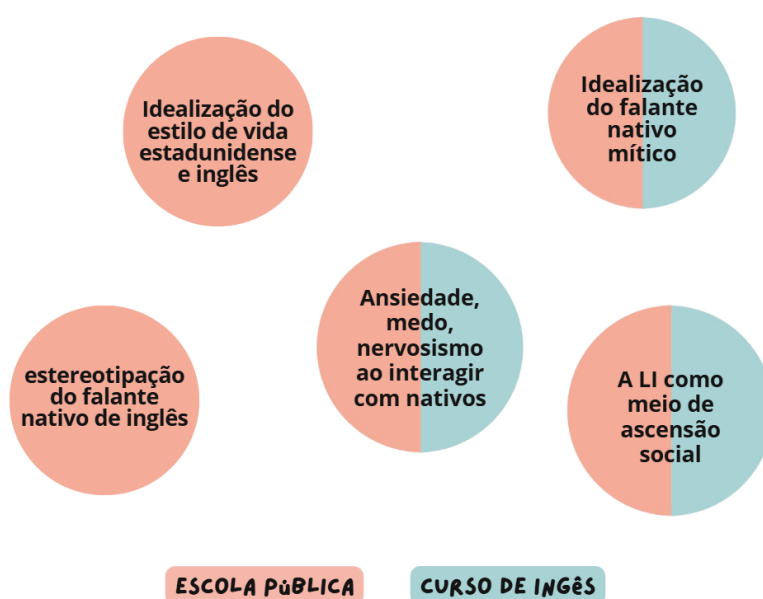 Idealização do
estilo de vida
estadunidense
e inglês
Idealização
do falante
nativo
mítico
Ansiedade,
medo,
nervosismo
ao interagir
com nativos
estereotipação
do falante
nativo de inglês
A LI como
meio de
ascensão
social
ESCOLA PÚBLICA
CURSO DE INGÊS